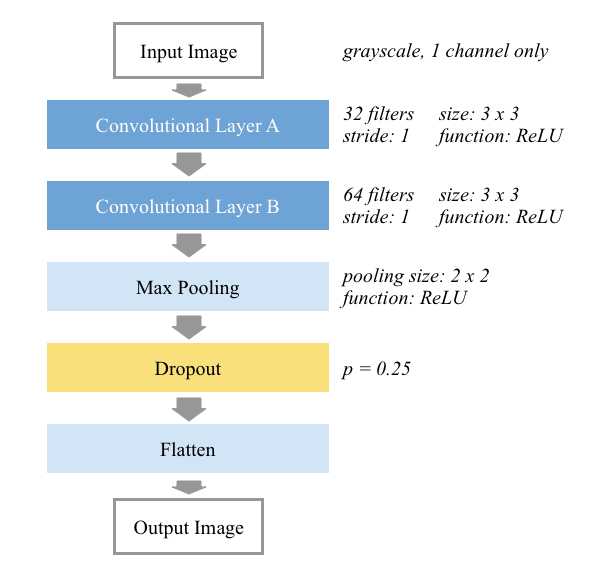 Input Image
grayscale, 1 channel only
Convolutional Layer A
32 filters size: 3 x 3
stride: 1 function: ReLU
Convolutional Layer B
64 filters size: 3 x 3
stride: 1 function: ReLU
Max Pooling
pooling size: 2 x 2
function: ReLU
Dropout
p = 0.25
Flatten
Output Image